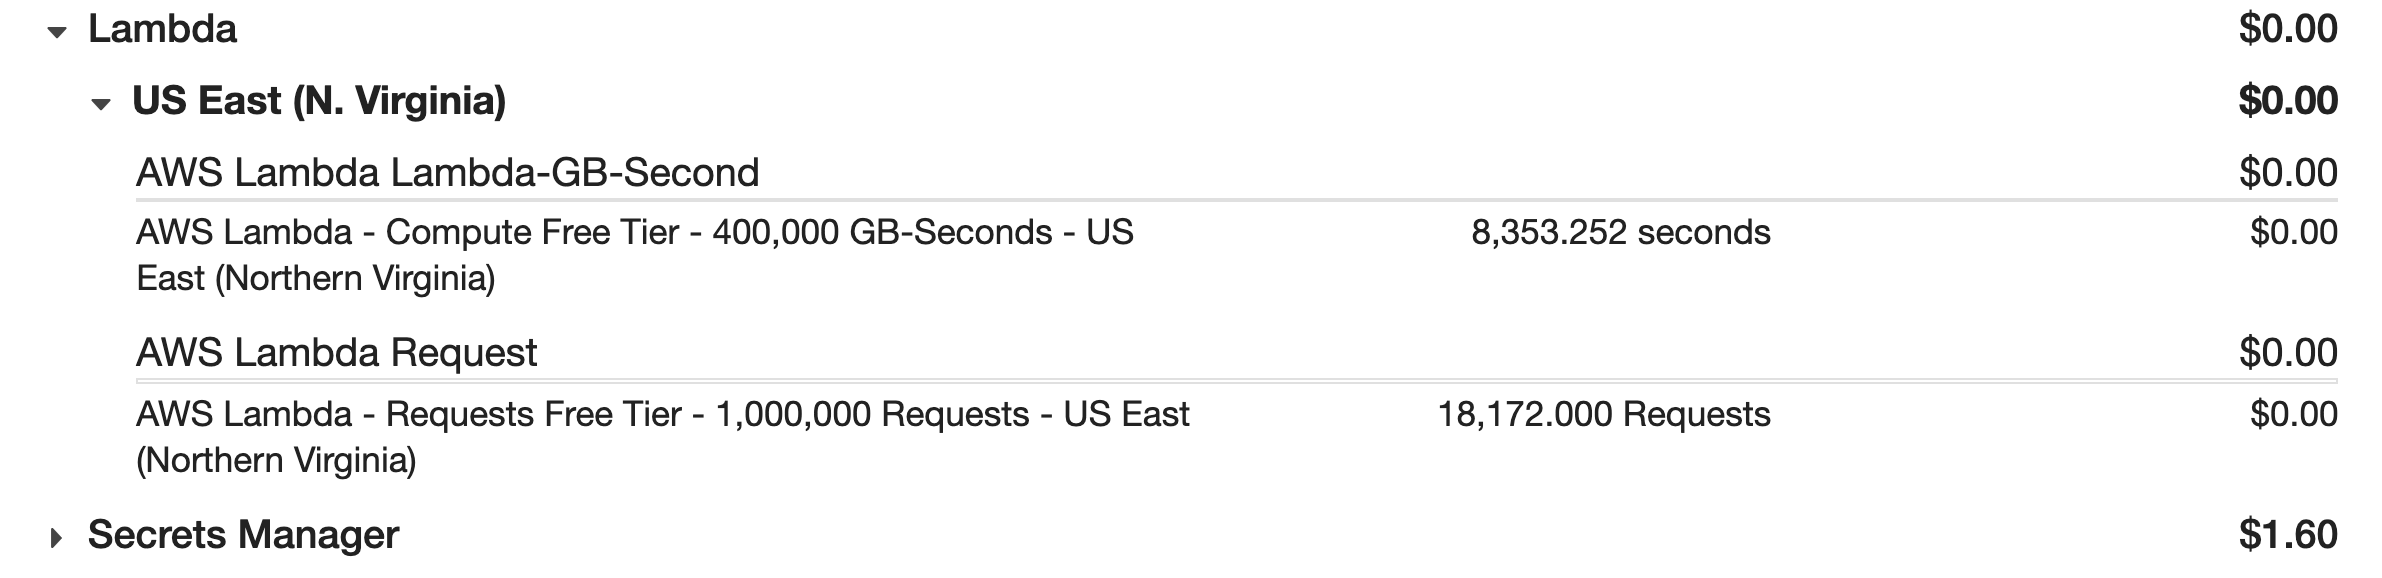 Lambda $0.00
US East (N. Virginia) $0.00
AWS Lambda Lambda-GB-Second $0.00
AWS Lambda - Compute Free Tier - 400,000 GB-Seconds - US 8,353.252 seconds $0.00
East (Northern Virginia)
AWS Lambda Request $0.00
AWS Lambda - Requests Free Tier - 1,000,000 Requests - US East 18,172.000 Requests $0.00
(Northern Virginia)
Secrets Manager $1.60